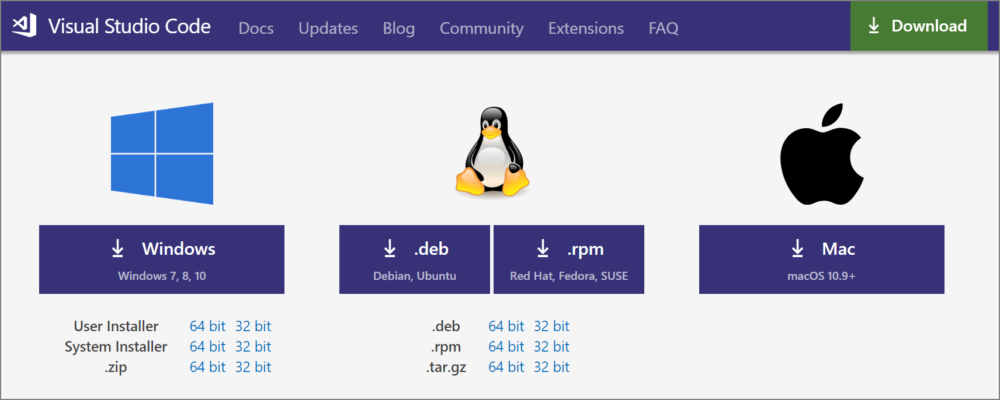 Visual Studio Code Docs Updates Blog Community Extensions FAQ Download
Windows
Windows 7, 8, 10
.deb
Debian, Ubuntu
.rpm
Red Hat, Fedora, SUSE
Mac
macOS 10.9+
User Installer 64 bit 32 bit
System Installer 64 bit 32 bit
.zip 64 bit 32 bit
.deb 64 bit 32 bit
.rpm 64 bit 32 bit
.tar.gz 64 bit 32 bit